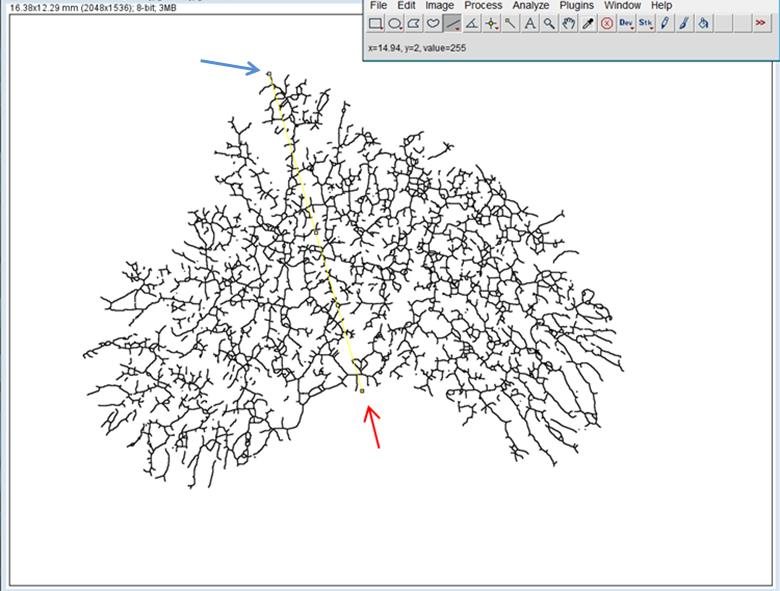 16.38x12.29 mm (2048x1536); 8-bit; 3MB
File Edit Image Process Analyze Plugins Window Help
A Dev Stk >>
x=14.94, y=2, value=255